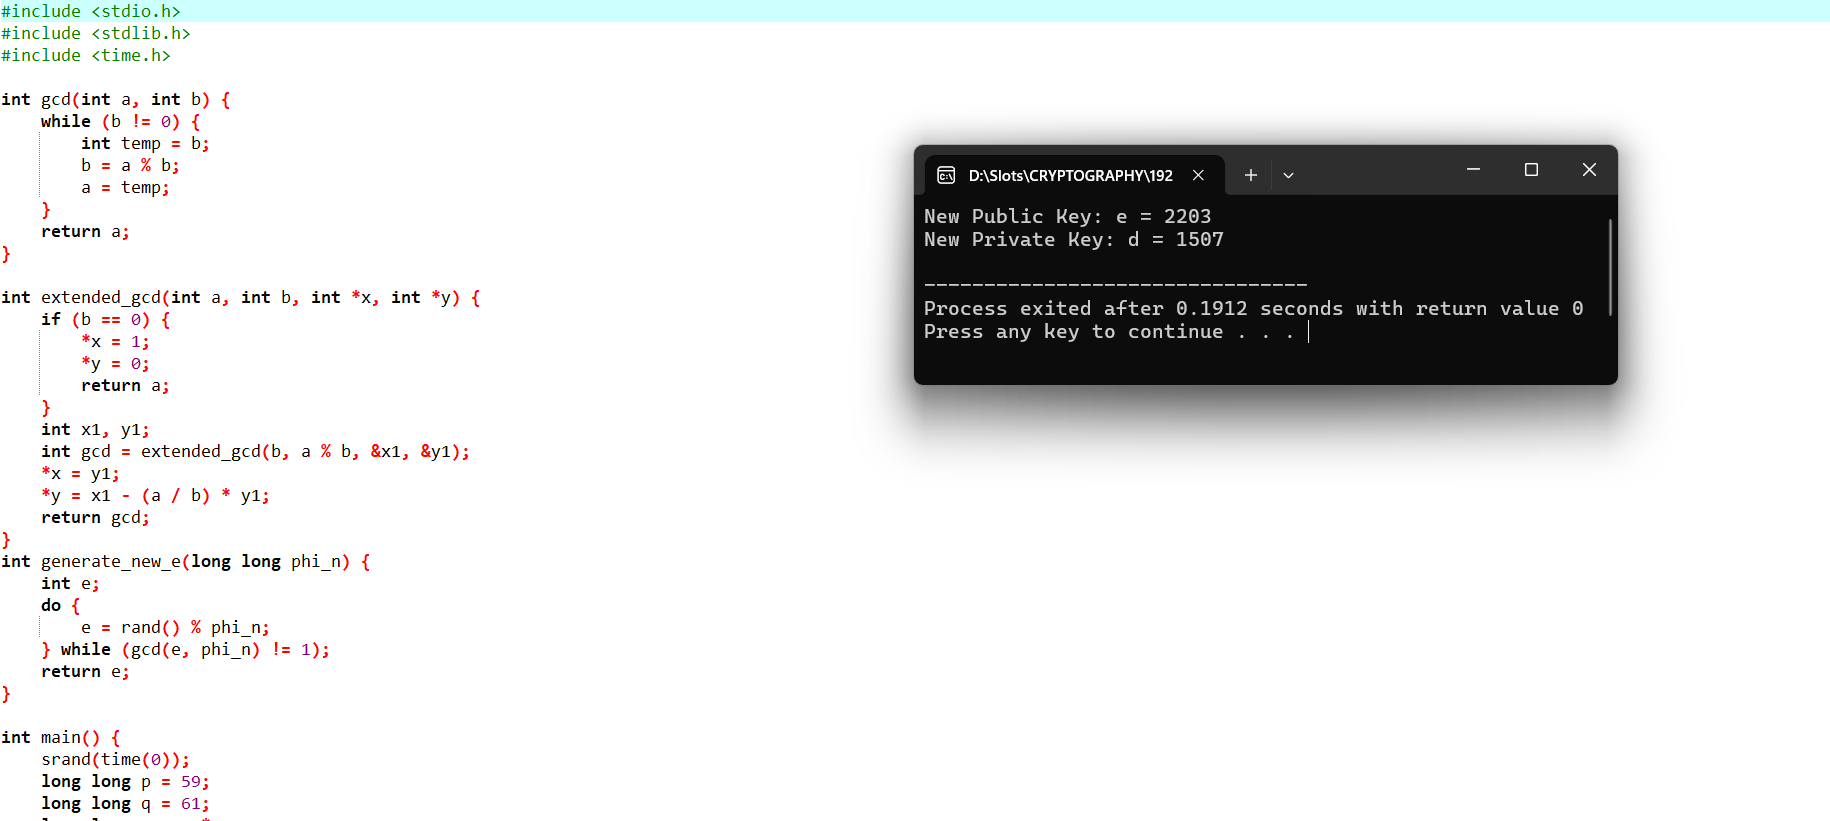 #include <stdio.h>
#include <stdlib.h>
#include <time.h>

int gcd(int a, int b) {
    while (b != 0) {
        int temp = b;
        b = a % b;
        a = temp;
    }
    return a;
}

int extended_gcd(int a, int b, int *x, int *y) {
    if (b == 0) {
        *x = 1;
        *y = 0;
        return a;
    }
    int x1, y1;
    int gcd = extended_gcd(b, a % b, &x1, &y1);
    *x = y1;
    *y = x1 - (a / b) * y1;
    return gcd;
}
int generate_new_e(long long phi_n) {
    int e;
    do {
        e = rand() % phi_n;
    } while (gcd(e, phi_n) != 1);
    return e;
}

int main() {
    srand(time(0));
    long long p = 59;
    long long q = 61;
D:\Slots\CRYPTOGRAPHY\192
New Public Key: e = 2203
New Private Key: d = 1507

--------------------------------
Process exited after 0.1912 seconds with return value 0
Press any key to continue . . .